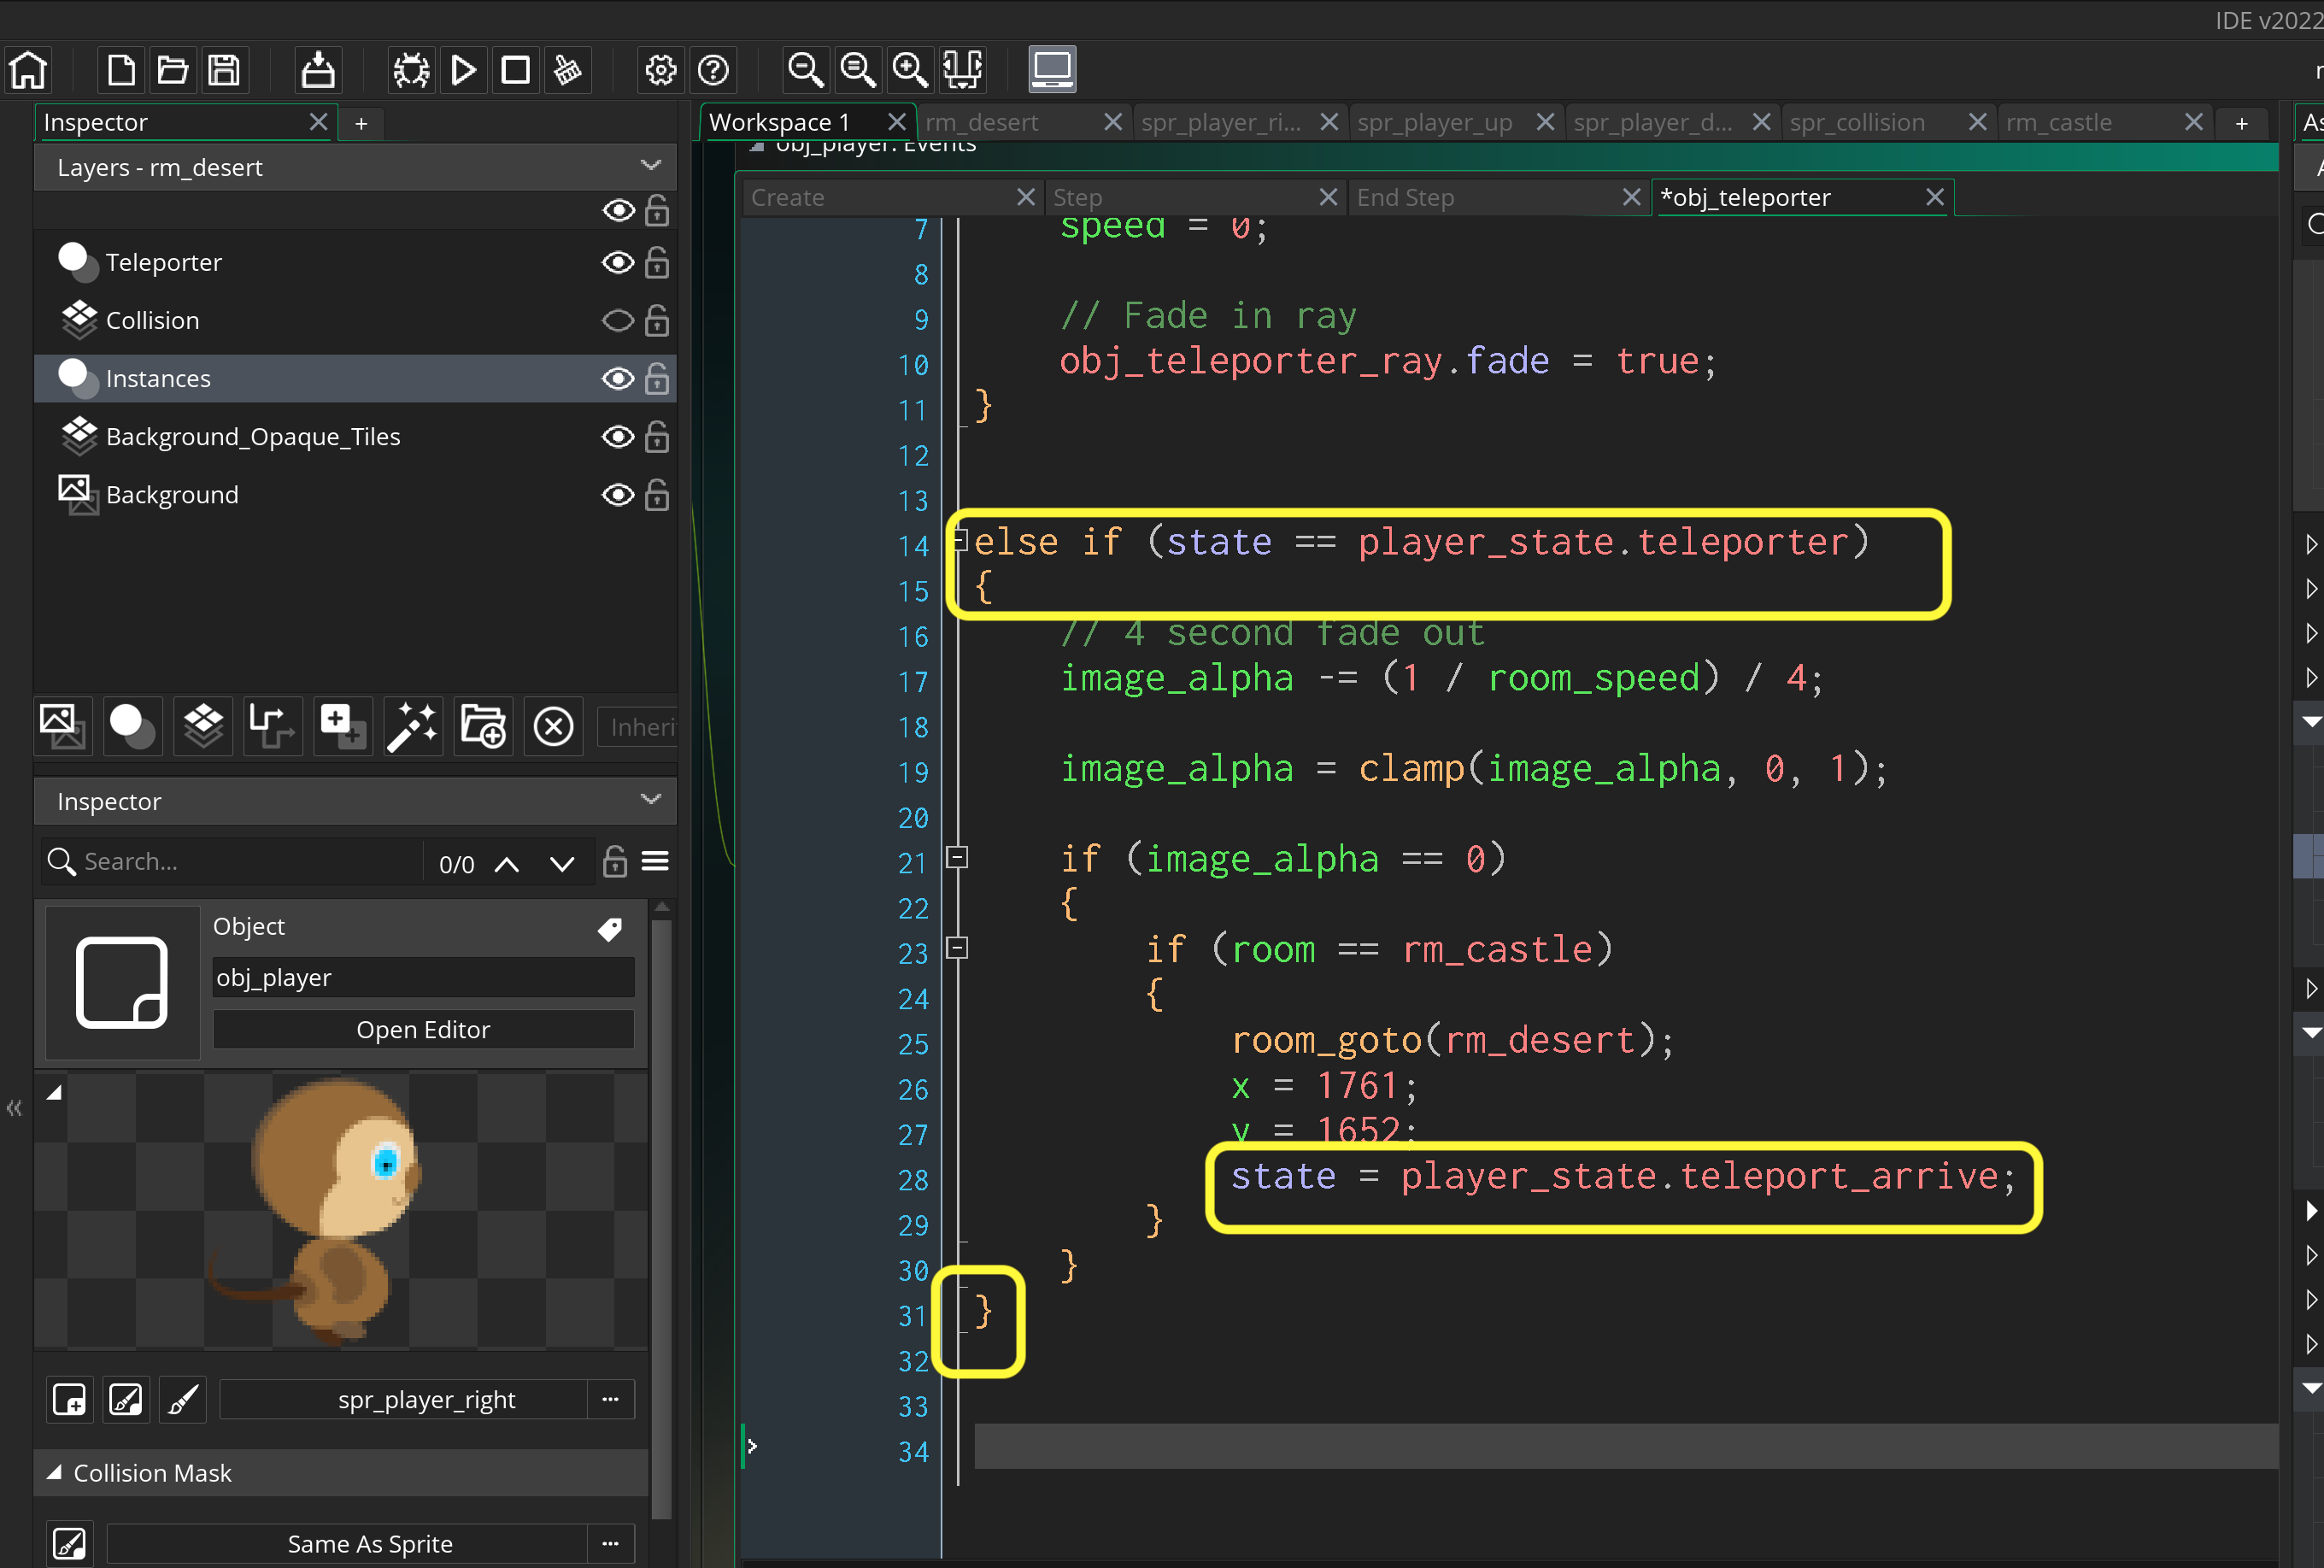 IDE v2022
Inspector
+
Workspace 1
rm_desert
spr_player_ri...
spr_player_up
spr_player_d...
spr_collision
rm_castle
+
As
Layers - rm_desert
Teleporter
Collision
Instances
Background_Opaque_Tiles
Background
Inheri
Inspector
Search...
0/0
Object
obj_player
Open Editor
spr_player_right
...
Collision Mask
Same As Sprite
...
obj_player: Events
Create
Step
End Step
*obj_teleporter
7 speed = 0;
8
9 // Fade in ray
10 obj_teleporter_ray.fade = true;
11 }
12
13
14 else if (state == player_state.teleporter)
15 {
16 // 4 second fade out
17 image_alpha -= (1 / room_speed) / 4;
18
19 image_alpha = clamp(image_alpha, 0, 1);
20
21 if (image_alpha == 0)
22 {
23 if (room == rm_castle)
24 {
25 room_goto(rm_desert);
26 x = 1761;
27 y = 1652;
28 state = player_state.teleport_arrive;
29 }
30 }
31 }
32
33
34